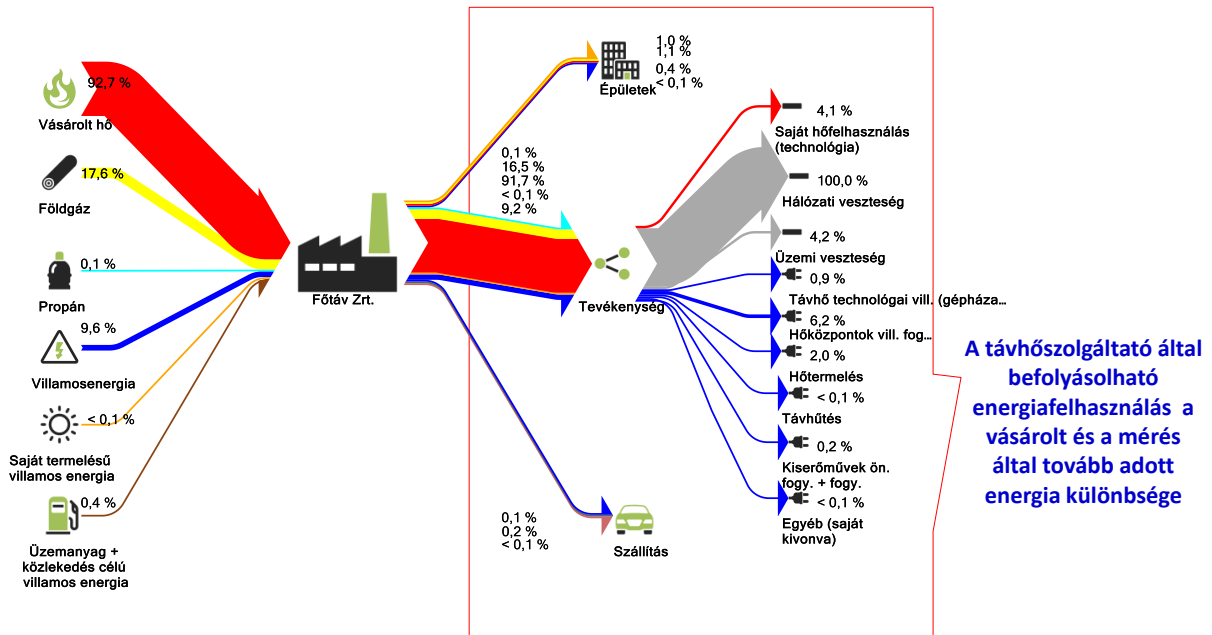 92,7 %
Vásárolt hő
17,6 %
Földgáz
0,1 %
Propán
9,6 %
Villamosenergia
< 0,1 %
Saját termelésű
villamos energia
0,4 %
Üzemanyag +
közlekedés célú
villamos energia
Főtáv Zrt.
1,0 %
1,1 %
0,4 %
< 0,1 %
Épületek
0,1 %
16,5 %
91,7 %
< 0,1 %
9,2 %
Tevékenység
0,1 %
0,2 %
< 0,1 %
Szállítás
4,1 %
Saját hőfelhasználás
(technológia)
100,0 %
Hálózati veszteség
4,2 %
Üzemi veszteség
0,9 %
Távhő technológai vill. (gépháza...
6,2 %
Hőközpontok vill. fog...
2,0 %
Hőtermelés
< 0,1 %
Távhűtés
0,2 %
Kiserőművek ön.
fogy. + fogy.
< 0,1 %
Egyéb (saját
kivonva)
A távhőszolgáltató által
befolyásolható
energiafelhasználás a
vásárolt és a mérés
által tovább adott
energia különbsége